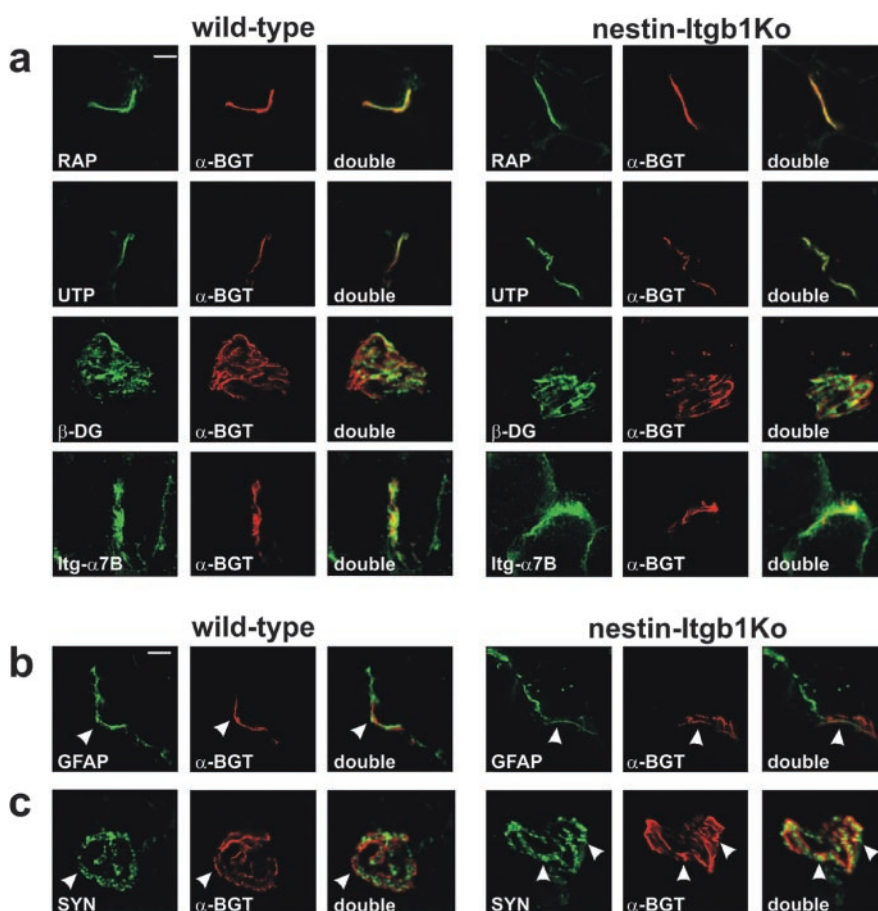 wild-type nestin-Itgb1Ko
a
RAP α-BGT double RAP α-BGT double
UTP α-BGT double UTP α-BGT double
β-DG α-BGT double β-DG α-BGT double
Itg-α7B α-BGT double Itg-α7B α-BGT double
wild-type nestin-Itgb1Ko
b
GFAP α-BGT double GFAP α-BGT double
c
SYN α-BGT double SYN α-BGT double